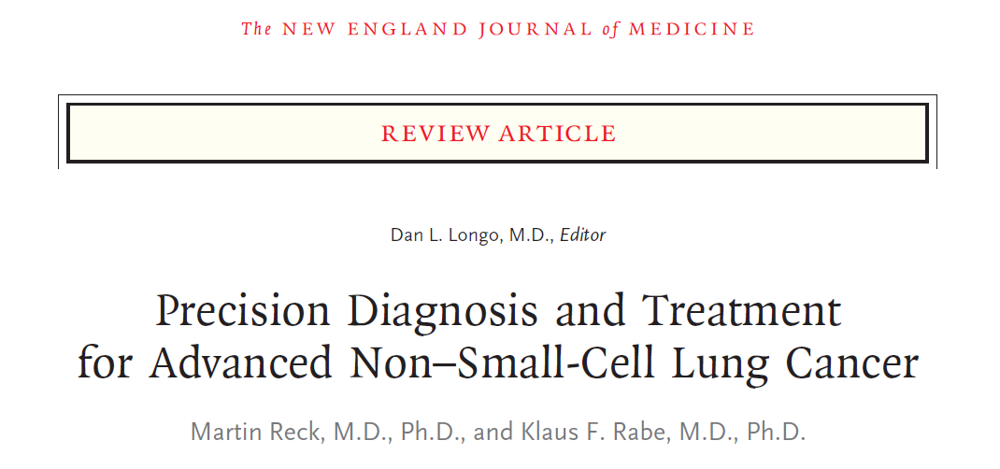 The NEW ENGLAND JOURNAL of MEDICINE
REVIEW ARTICLE
Dan L. Longo, M.D., Editor
Precision Diagnosis and Treatment
for Advanced Non–Small-Cell Lung Cancer
Martin Reck, M.D., Ph.D., and Klaus F. Rabe, M.D., Ph.D.